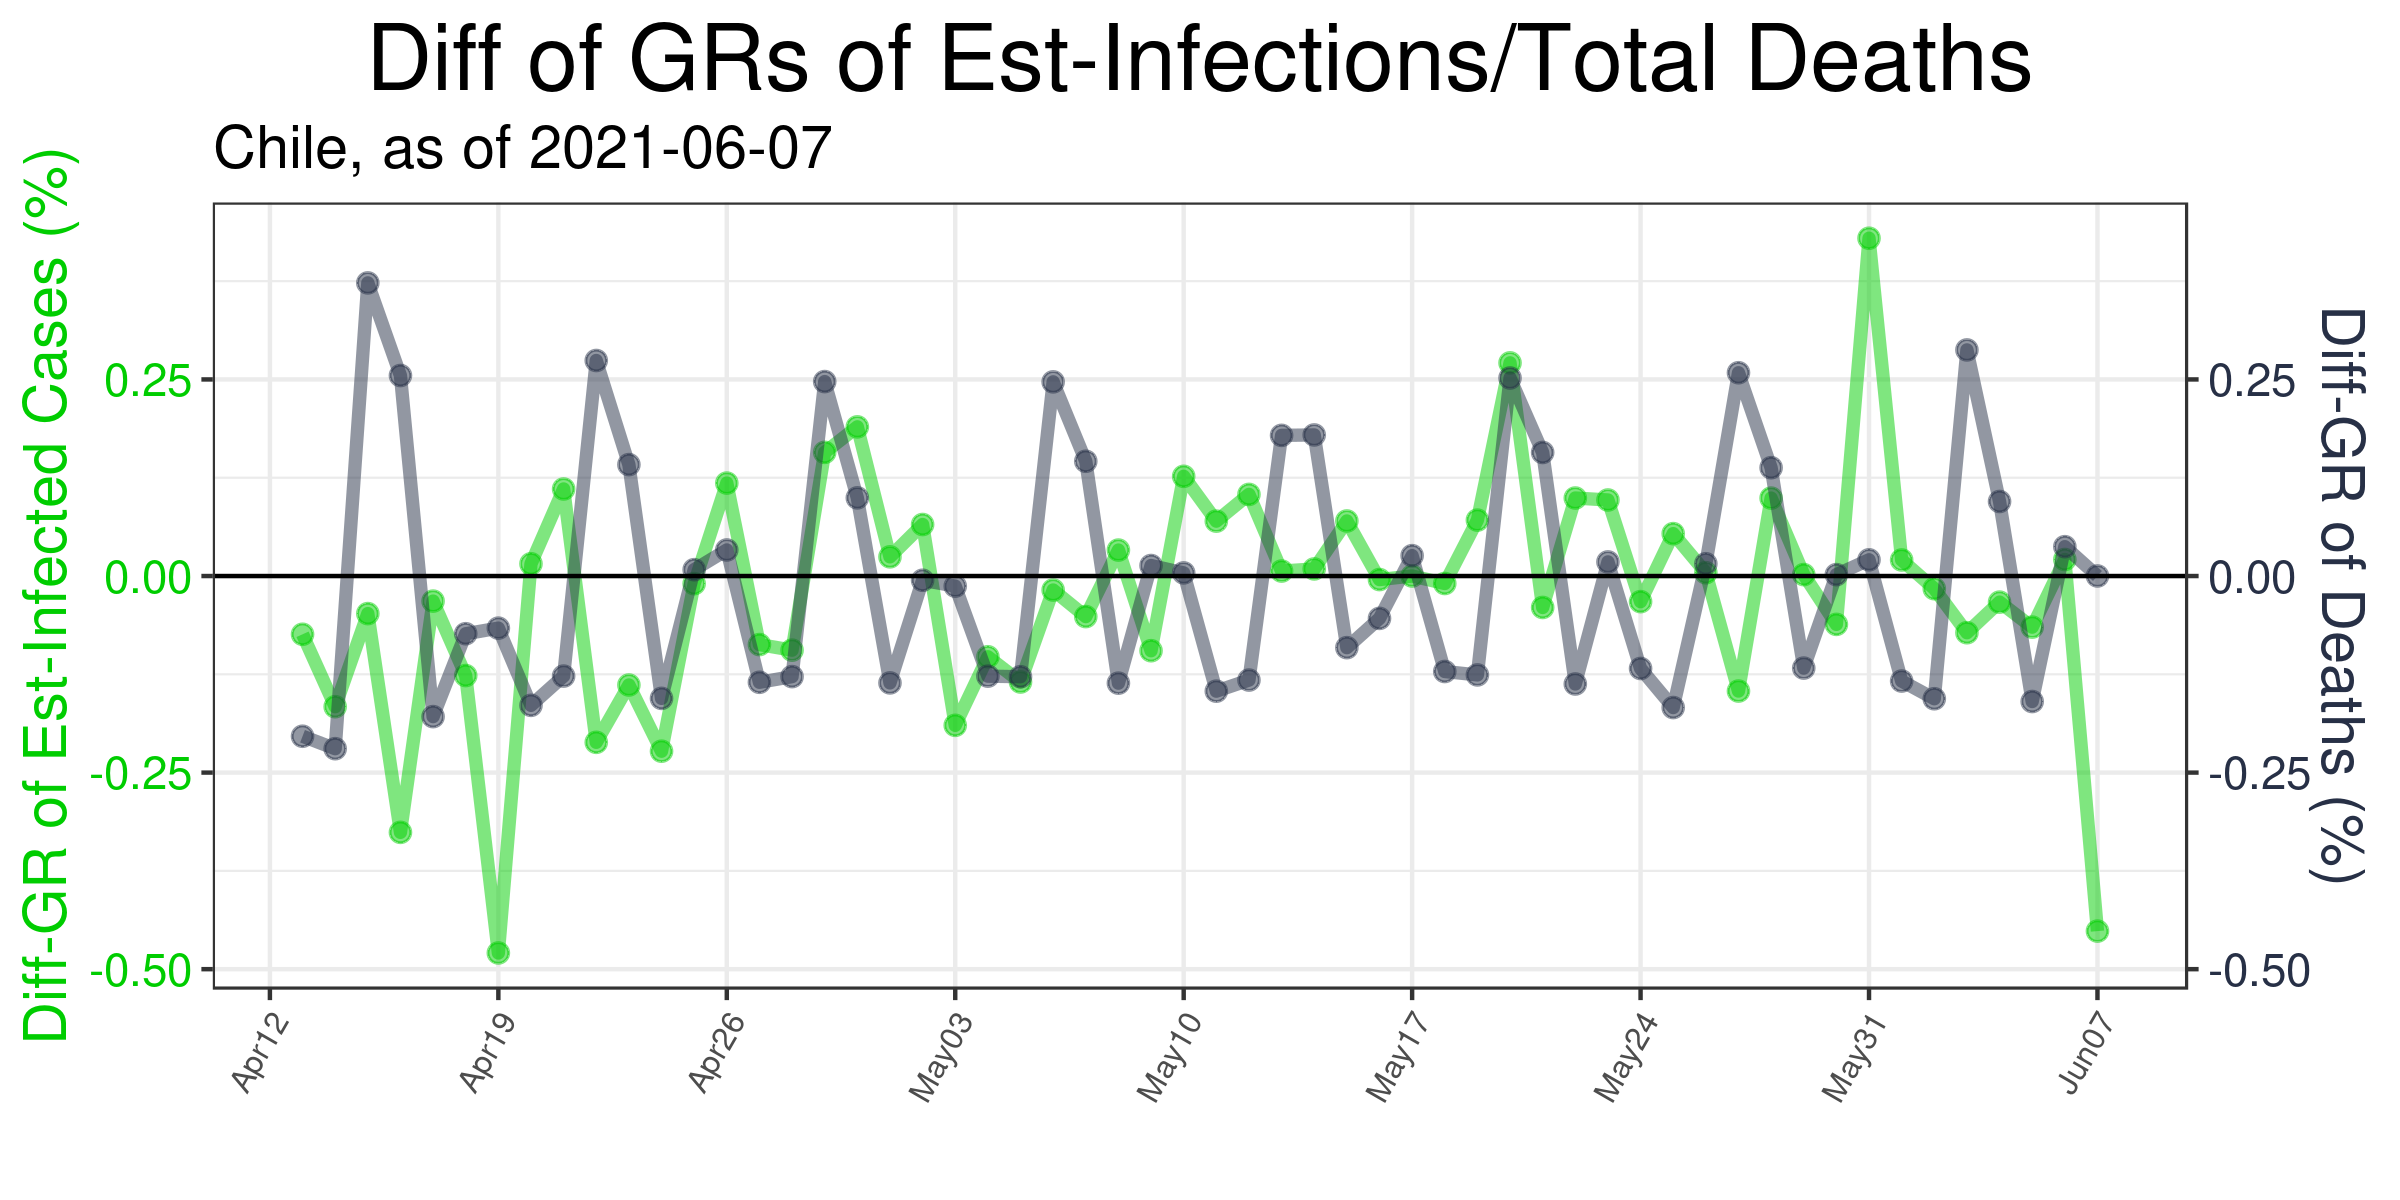 Diff of GRs of Est-Infections/Total Deaths
Chile, as of 2021-06-07
Diff-GR of Est-Infected Cases (%)
0.25
0.00
-0.25
-0.50
0.25
0.00
-0.25
-0.50
Diff-GR of Deaths (%)
Apr12
Apr19
Apr26
May03
May10
May17
May24
May31
Jun07